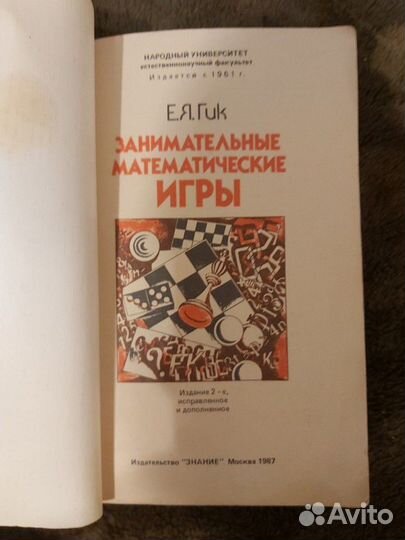 НАРОДНЫЙ УНИВЕРСИТЕТ
естественнонаучный факультет
Издается с 1961 г.
Е.Я.Гик
ЗАНИМАТЕЛЬНЫЕ
МАТЕМАТИЧЕСКИЕ
ИГРЫ
Издание 2-е,
исправленное
и дополненное
Издательство "ЗНАНИЕ" Москва 1987
Avito